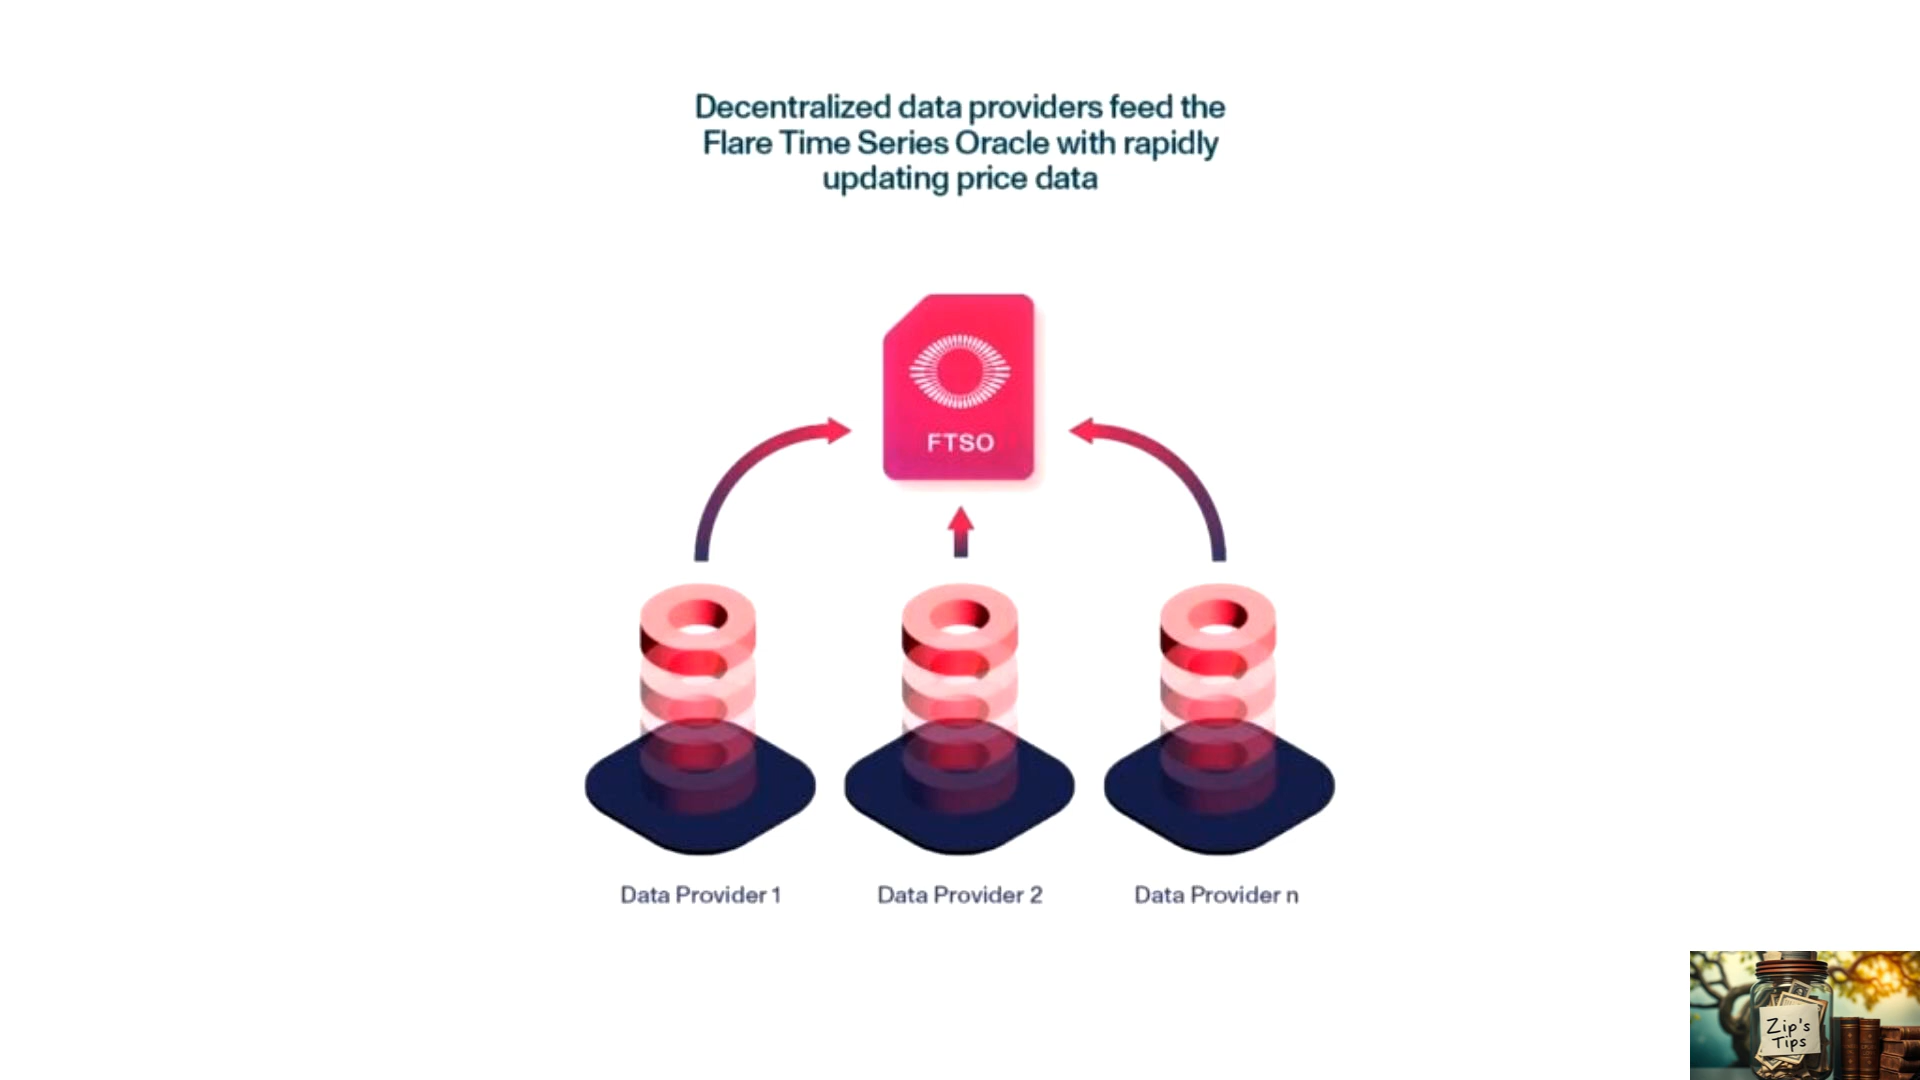 Decentralized data providers feed the
Flare Time Series Oracle with rapidly
updating price data
FTSO
Data Provider 1
Data Provider 2
Data Provider n
Zip's
Tips